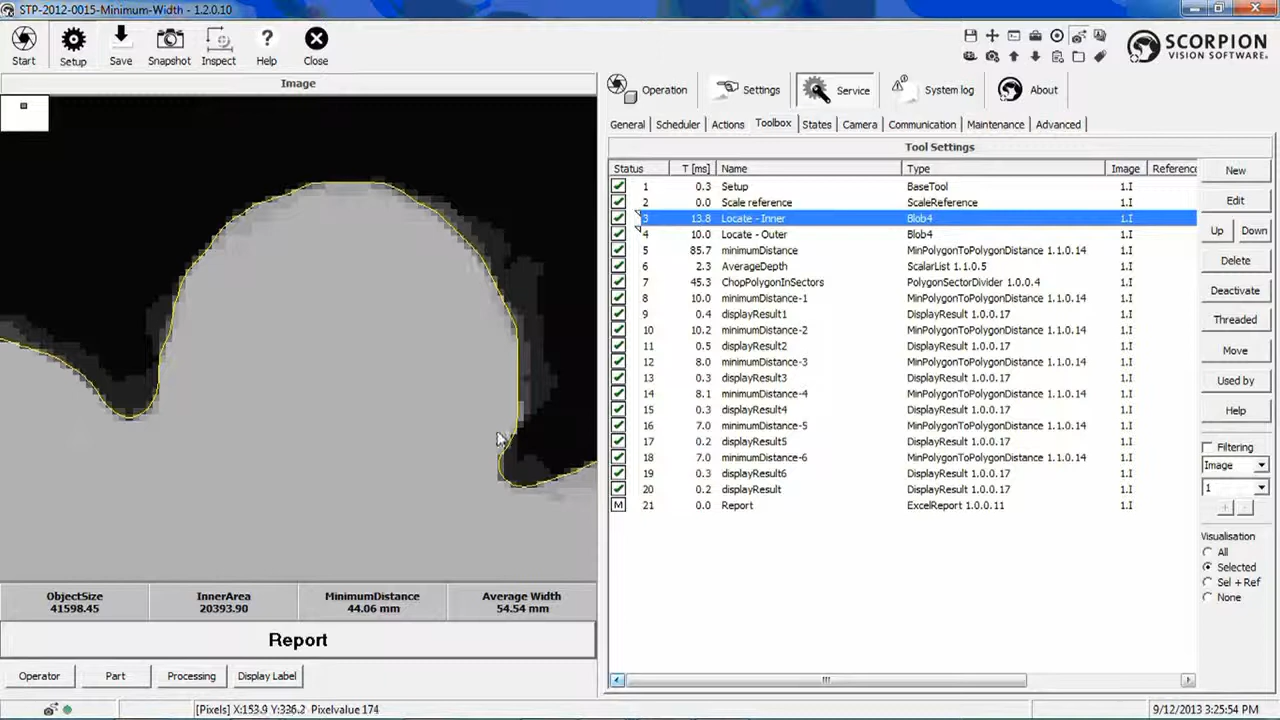 STP-2012-0015-Minimum-Width - 1.2.0.10
Start Setup Save Snapshot Inspect Help Close
SCORPION
VISION SOFTWARE®
Image
Operation Settings Service System log About
General Scheduler Actions Toolbox States Camera Communication Maintenance Advanced
Tool Settings
Status T [ms] Name Type Image Reference
1 0.3 Setup BaseTool 1.I
2 0.0 Scale reference ScaleReference 1.I
3 13.8 Locate - Inner Blob4 1.I
4 10.0 Locate - Outer Blob4 1.I
5 85.7 minimumDistance MinPolygonToPolygonDistance 1.1.0.14 1.I
6 2.3 AverageDepth ScalarList 1.1.0.5 1.I
7 45.3 ChopPolygonInSectors PolygonSectorDivider 1.0.0.4 1.I
8 10.0 minimumDistance-1 MinPolygonToPolygonDistance 1.1.0.14 1.I
9 0.4 displayResult1 DisplayResult 1.0.0.17 1.I
10 10.2 minimumDistance-2 MinPolygonToPolygonDistance 1.1.0.14 1.I
11 0.5 displayResult2 DisplayResult 1.0.0.17 1.I
12 8.0 minimumDistance-3 MinPolygonToPolygonDistance 1.1.0.14 1.I
13 0.3 displayResult3 DisplayResult 1.0.0.17 1.I
14 8.1 minimumDistance-4 MinPolygonToPolygonDistance 1.1.0.14 1.I
15 0.3 displayResult4 DisplayResult 1.0.0.17 1.I
16 7.0 minimumDistance-5 MinPolygonToPolygonDistance 1.1.0.14 1.I
17 0.2 displayResult5 DisplayResult 1.0.0.17 1.I
18 7.0 minimumDistance-6 MinPolygonToPolygonDistance 1.1.0.14 1.I
19 0.3 displayResult6 DisplayResult 1.0.0.17 1.I
20 0.2 displayResult DisplayResult 1.0.0.17 1.I
M 21 0.0 Report ExcelReport 1.0.0.11 1.I
New
Edit
Up Down
Delete
Deactivate
Threaded
Move
Used by
Help
Filtering
Image
1
+ -
Visualisation
All
Selected
Sel + Ref
None
ObjectSize InnerArea MinimumDistance Average Width
41598.45 20393.90 44.06 mm 54.54 mm
Report
Operator Part Processing Display Label
[Pixels] X:153.9 Y:336.2 Pixelvalue 174
9/12/2013 3:25:54 PM